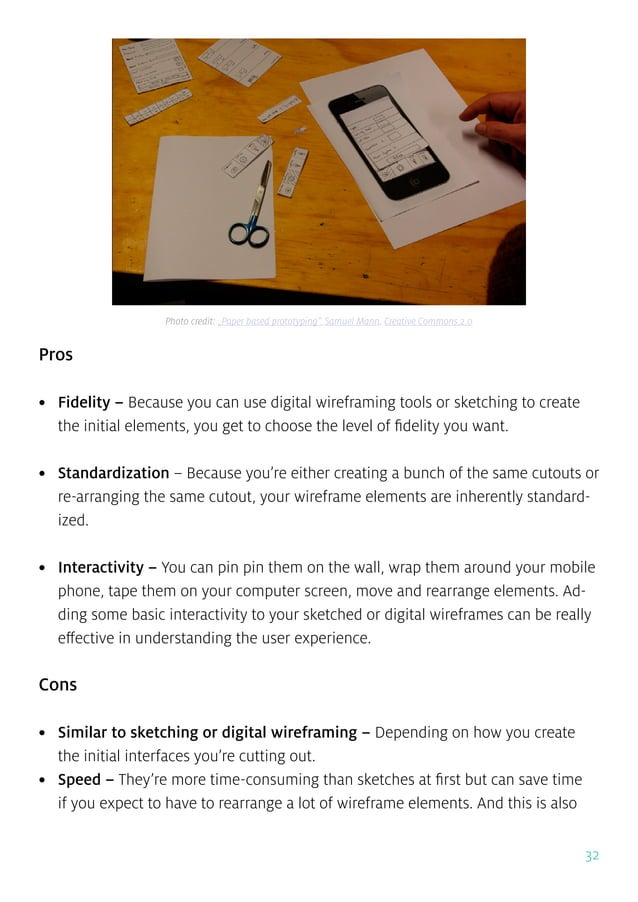 Photo credit: „Paper based prototyping”. Samuel Mann. Creative Commons.2.0
Pros
• Fidelity – Because you can use digital wireframing tools or sketching to create
the initial elements, you get to choose the level of fidelity you want.
• Standardization – Because you’re either creating a bunch of the same cutouts or
re-arranging the same cutout, your wireframe elements are inherently standard-
ized.
• Interactivity – You can pin pin them on the wall, wrap them around your mobile
phone, tape them on your computer screen, move and rearrange elements. Ad-
ding some basic interactivity to your sketched or digital wireframes can be really
effective in understanding the user experience.
Cons
• Similar to sketching or digital wireframing – Depending on how you create
the initial interfaces you’re cutting out.
• Speed – They’re more time-consuming than sketches at first but can save time
if you expect to have to rearrange a lot of wireframe elements. And this is also
32